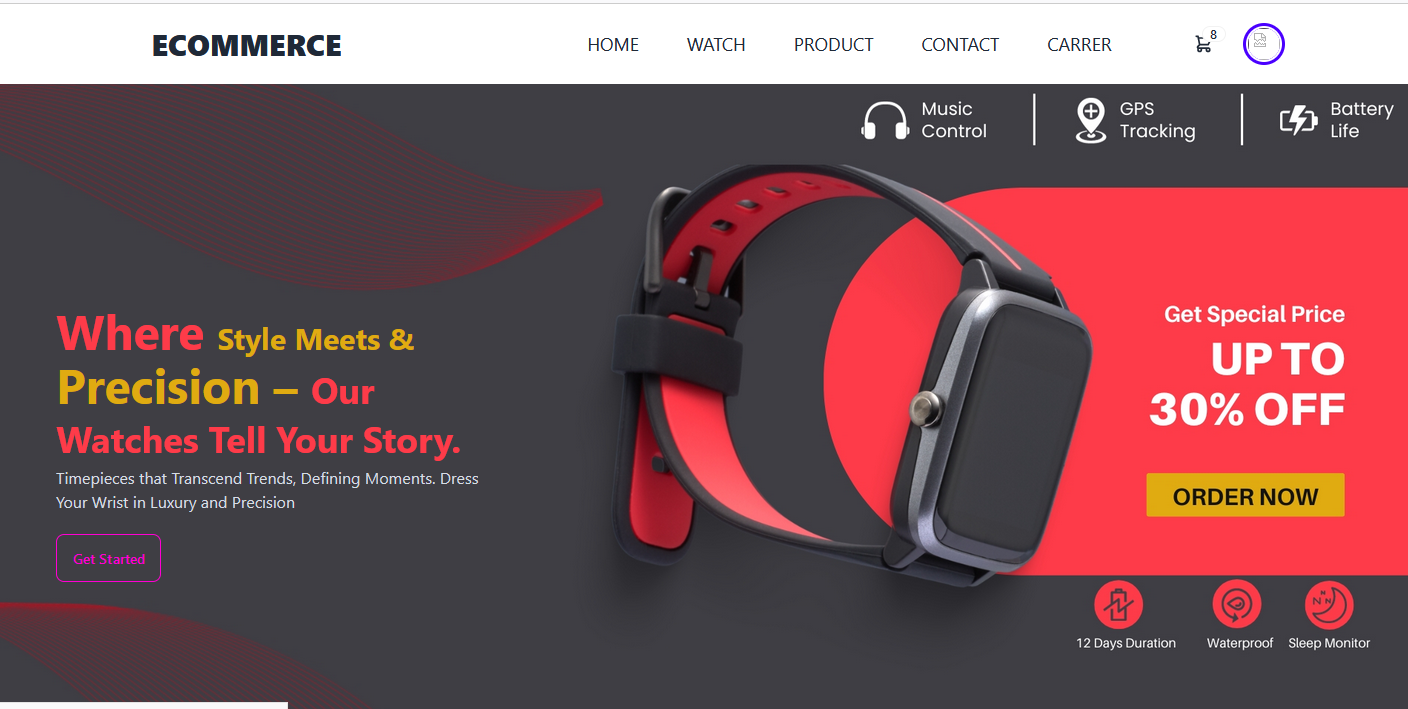 ECOMMERCE
HOME
WATCH
PRODUCT
CONTACT
CARRER
8
Music
Control
GPS
Tracking
Battery
Life
Where Style Meets &
Precision – Our
Watches Tell Your Story.
Timepieces that Transcend Trends, Defining Moments. Dress
Your Wrist in Luxury and Precision
Get Started
Get Special Price
UP TO
30% OFF
ORDER NOW
N N N
12 Days Duration
Waterproof
Sleep Monitor